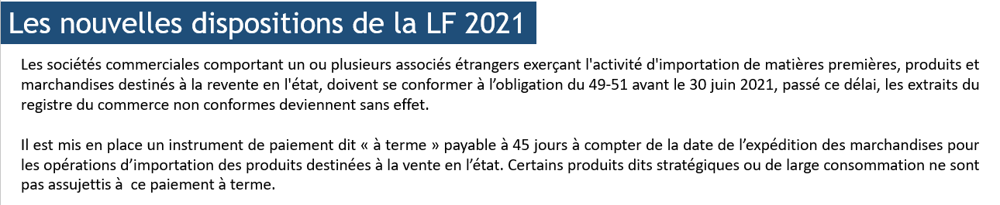 Les nouvelles dispositions de la LF 2021
Les sociétés commerciales comportant un ou plusieurs associés étrangers exerçant l'activité d'importation de matières premières, produits et
marchandises destinés à la revente en l'état, doivent se conformer à l’obligation du 49-51 avant le 30 juin 2021, passé ce délai, les extraits du
registre du commerce non conformes deviennent sans effet.
Il est mis en place un instrument de paiement dit « à terme » payable à 45 jours à compter de la date de l’expédition des marchandises pour
les opérations d’importation des produits destinées à la vente en l’état. Certains produits dits stratégiques ou de large consommation ne sont
pas assujettis à  ce paiement à terme.